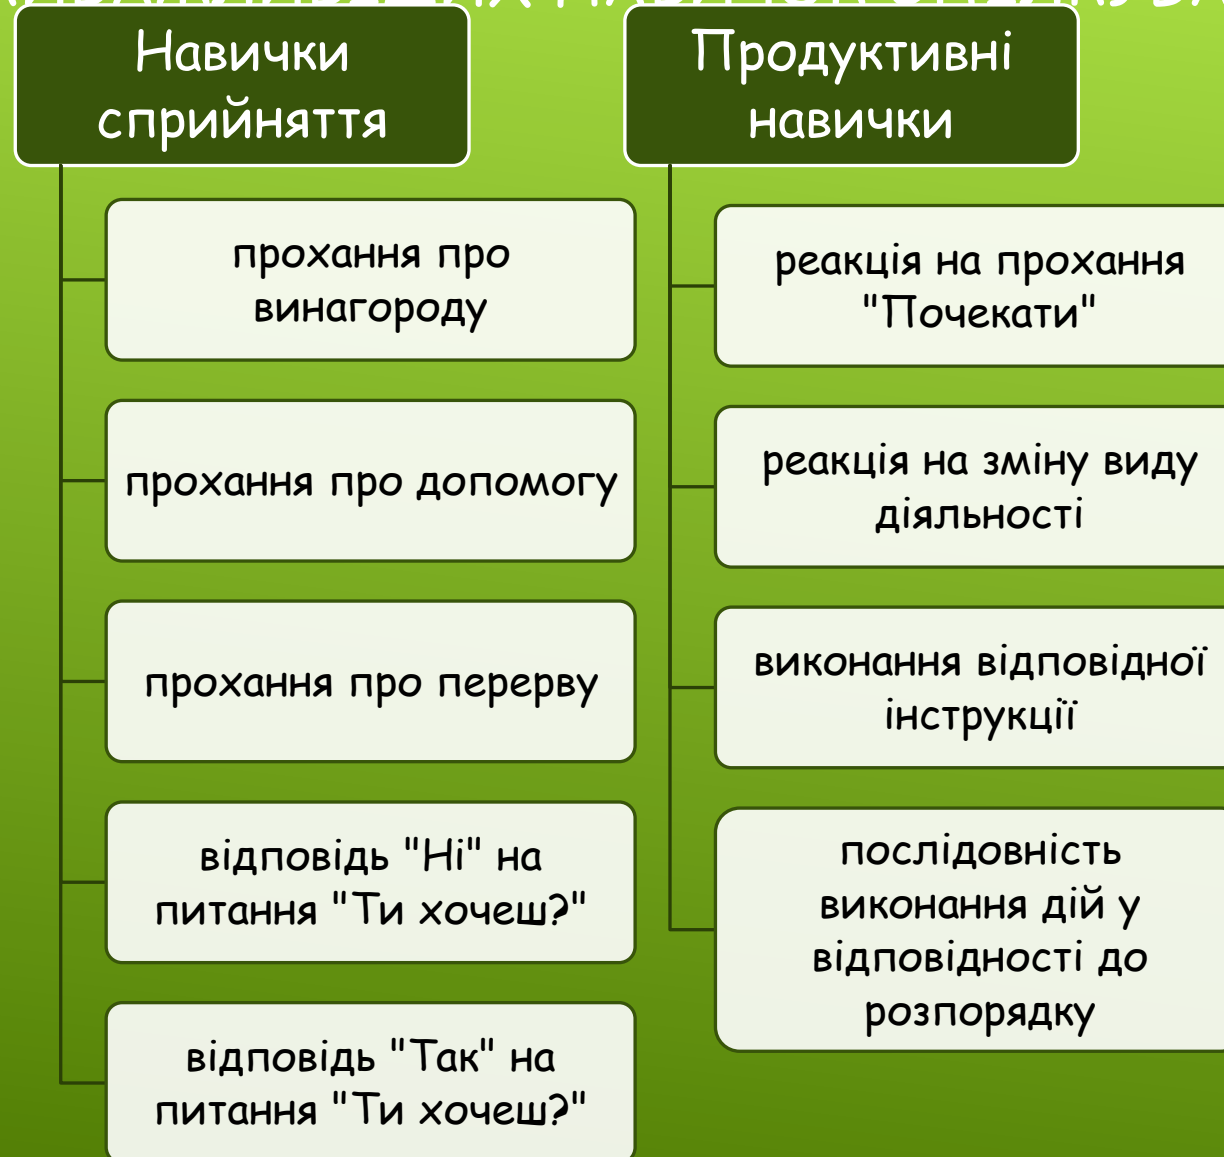 Навички
сприйняття
прохання про
винагороду
прохання про допомогу
прохання про перерву
відповідь "Ні" на
питання "Ти хочеш?"
відповідь "Так" на
питання "Ти хочеш?"
Продуктивні
навички
реакція на прохання
"Почекати"
реакція на зміну виду
діяльності
виконання відповідної
інструкції
послідовність
виконання дій у
відповідності до
розпорядку